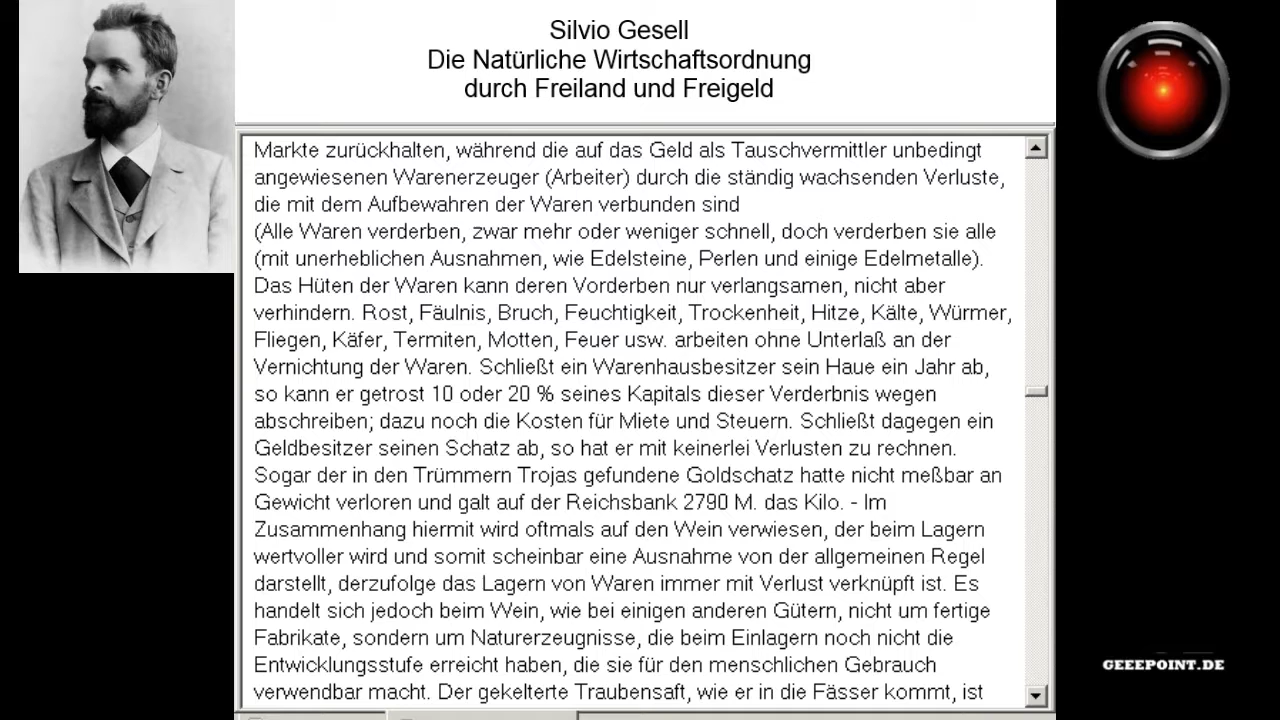 Silvio Gesell
Die Natürliche Wirtschaftsordnung
durch Freiland und Freigeld
Markte zurückhalten, während die auf das Geld als Tauschvermittler unbedingt
angewiesenen Warenerzeuger (Arbeiter) durch die ständig wachsenden Verluste,
die mit dem Aufbewahren der Waren verbunden sind
(Alle Waren verderben, zwar mehr oder weniger schnell, doch verderben sie alle
(mit unerheblichen Ausnahmen, wie Edelsteine, Perlen und einige Edelmetalle).
Das Hüten der Waren kann deren Vorderben nur verlangsamen, nicht aber
verhindern. Rost, Fäulnis, Bruch, Feuchtigkeit, Trockenheit, Hitze, Kälte, Würmer,
Fliegen, Käfer, Termiten, Motten, Feuer usw. arbeiten ohne Unterlaß an der
Vernichtung der Waren. Schließt ein Warenhausbesitzer sein Haue ein Jahr ab,
so kann er getrost 10 oder 20 % seines Kapitals dieser Verderbnis wegen
abschreiben; dazu noch die Kosten für Miete und Steuern. Schließt dagegen ein
Geldbesitzer seinen Schatz ab, so hat er mit keinerlei Verlusten zu rechnen.
Sogar der in den Trümmern Trojas gefundene Goldschatz hatte nicht meßbar an
Gewicht verloren und galt auf der Reichsbank 2790 M. das Kilo. - Im
Zusammenhang hiermit wird oftmals auf den Wein verwiesen, der beim Lagern
wertvoller wird und somit scheinbar eine Ausnahme von der allgemeinen Regel
darstellt, derzufolge das Lagern von Waren immer mit Verlust verknüpft ist. Es
handelt sich jedoch beim Wein, wie bei einigen anderen Gütern, nicht um fertige
Fabrikate, sondern um Naturerzeugnisse, die beim Einlagern noch nicht die
Entwicklungsstufe erreicht haben, die sie für den menschlichen Gebrauch
verwendbar macht. Der gekelterte Traubensaft, wie er in die Fässer kommt, ist
GEEEPOINT.DE